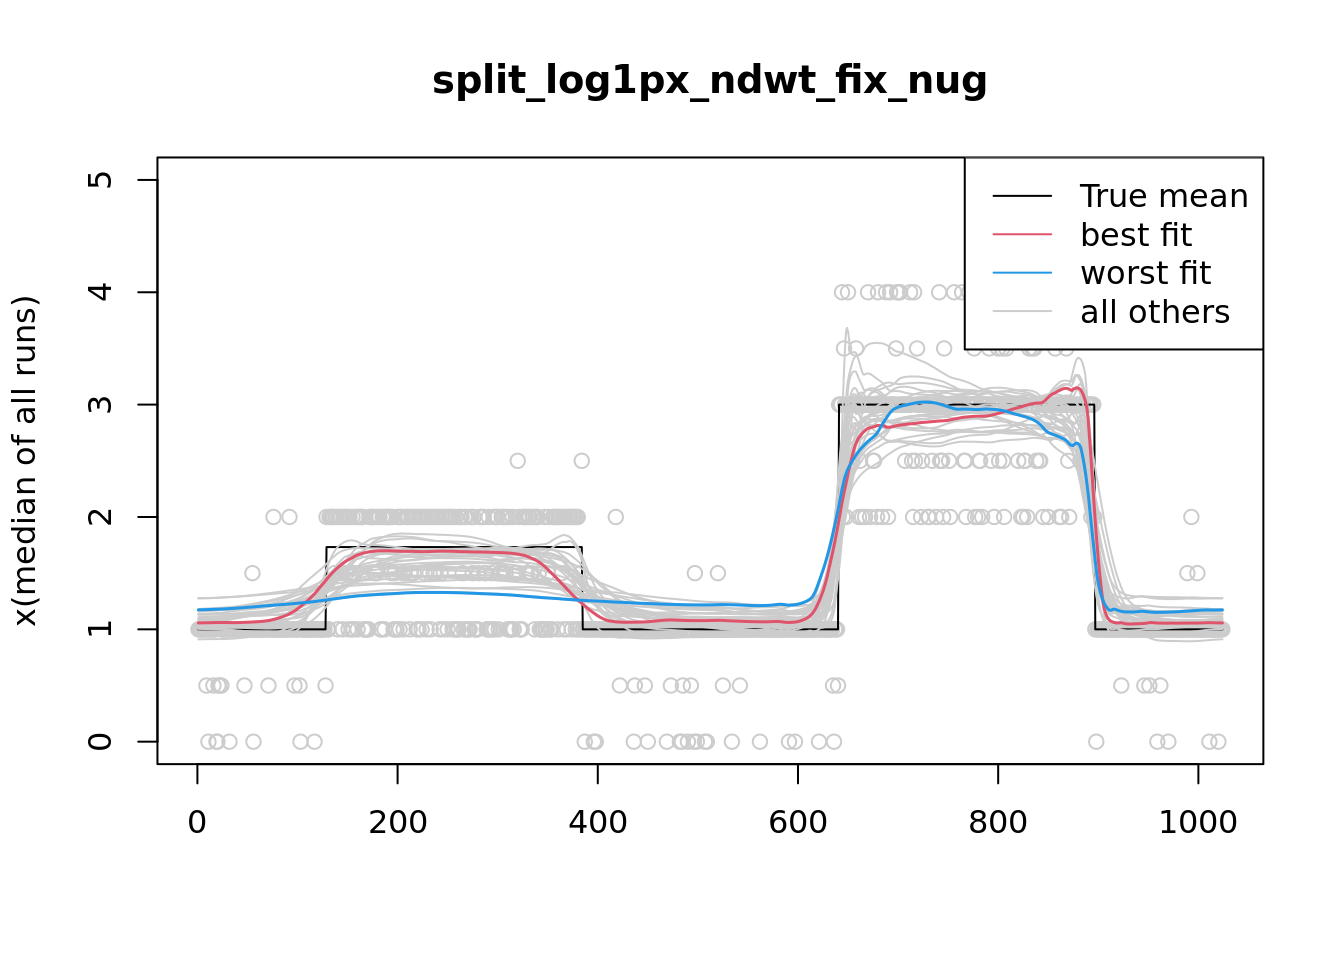 split_log1px_ndwt_fix_nug
x(median of all runs)
5
4
3
2
1
0
True mean
best fit
worst fit
all others
0 200 400 600 800 1000